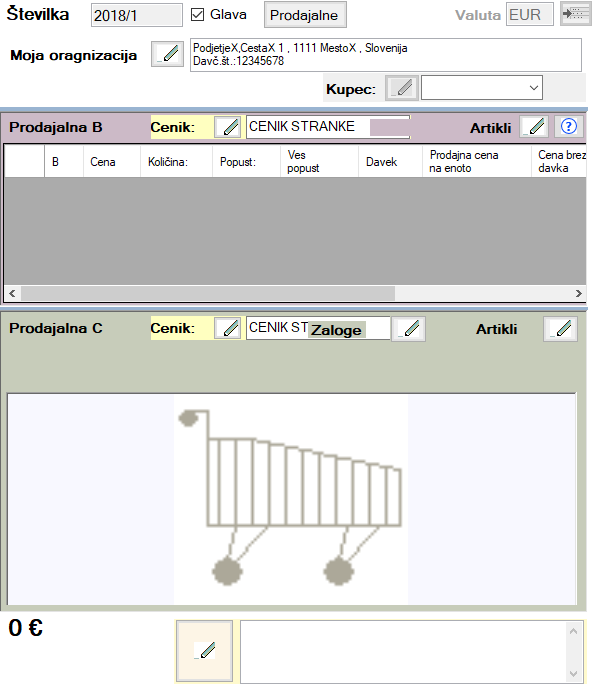 Številka 2018/1 Glava Prodajalne Valuta EUR
Moja oragnizacija PodjetjeX,CestaX 1 , 1111 MestoX , Slovenija
Davč.št.:12345678
Kupec:
Prodajalna B Cenik: CENIK STRANKE Artikli ?
B Cena Količina: Popust: Ves popust Davek Prodajna cena na enoto Cena brez davka
Prodajalna C Cenik: CENIK ST Zaloge Artikli
0 €